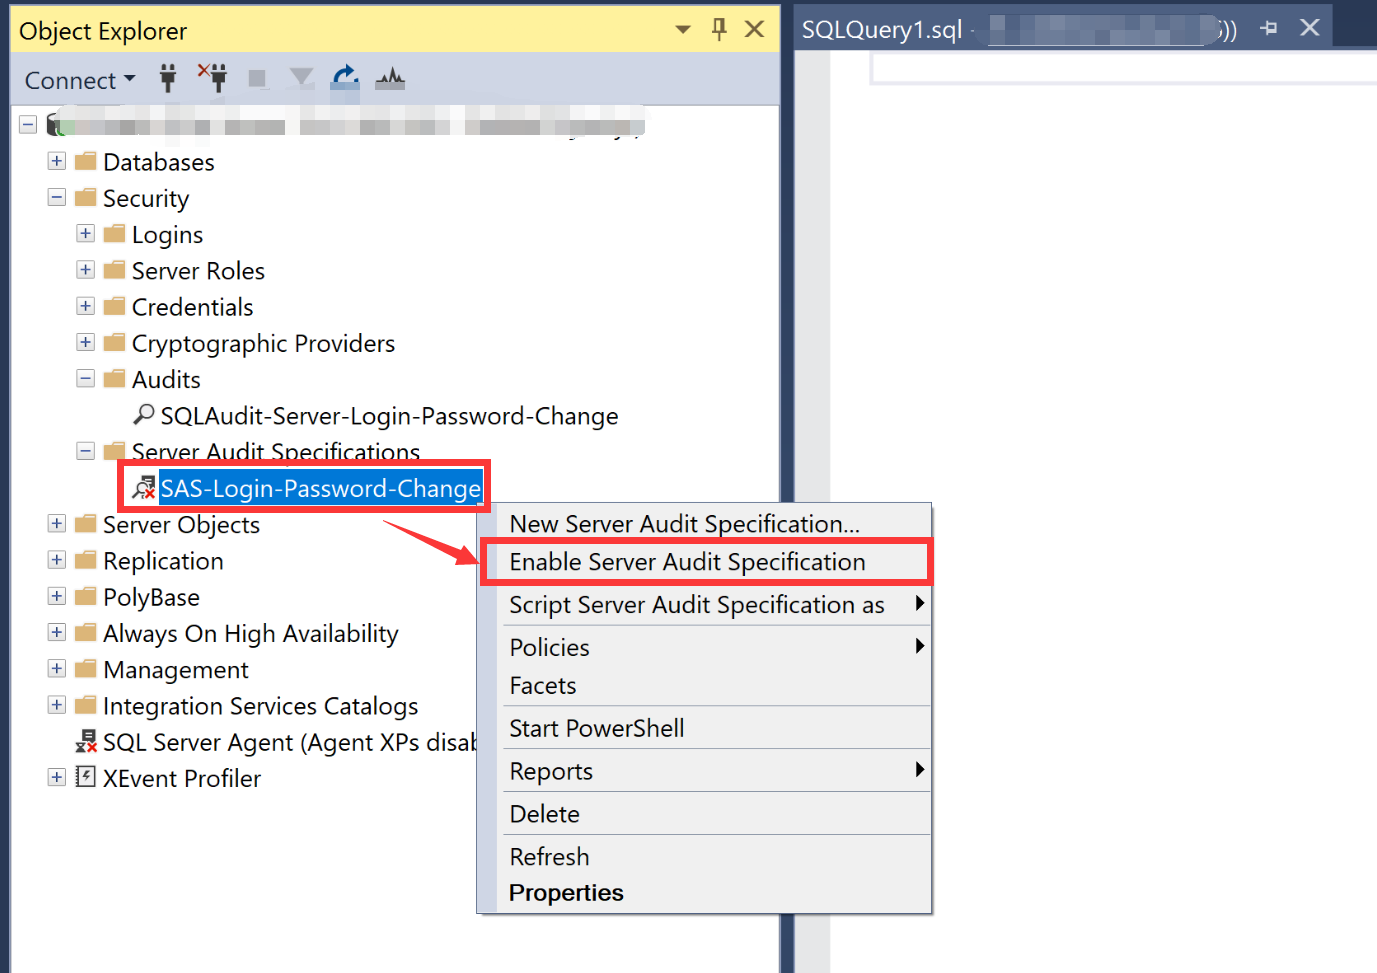 Object Explorer
SQLQuery1.sql -
))
Connect
Databases
Security
Logins
Server Roles
Credentials
Cryptographic Providers
Audits
SQLAudit-Server-Login-Password-Change
Server Audit Specifications
SAS-Login-Password-Change
Server Objects
Replication
PolyBase
Always On High Availability
Management
Integration Services Catalogs
SQL Server Agent (Agent XPs disab
XEvent Profiler
New Server Audit Specification...
Enable Server Audit Specification
Script Server Audit Specification as
Policies
Facets
Start PowerShell
Reports
Delete
Refresh
Properties